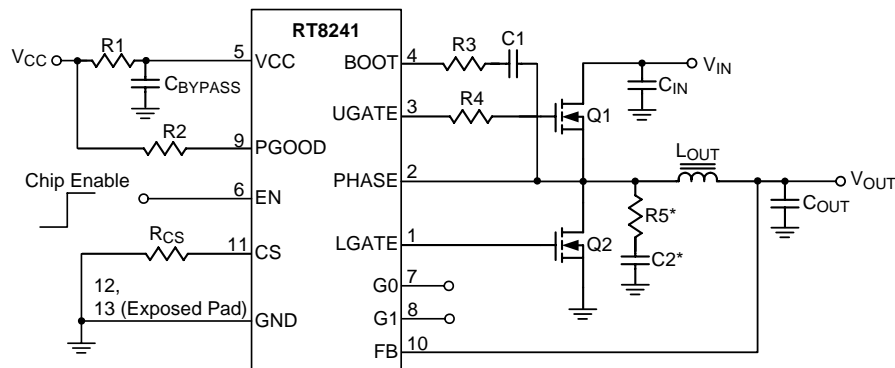 RT8241
VCC
R1
5
VCC
CBYPASS
R2
9
PGOOD
Chip Enable
6
EN
RCS
11
CS
12,
13 (Exposed Pad)
GND
BOOT
4
R3
C1
VIN
CIN
UGATE
3
R4
Q1
PHASE
2
LOUT
VOUT
COUT
R5*
C2*
LGATE
1
Q2
G0
7
G1
8
FB
10